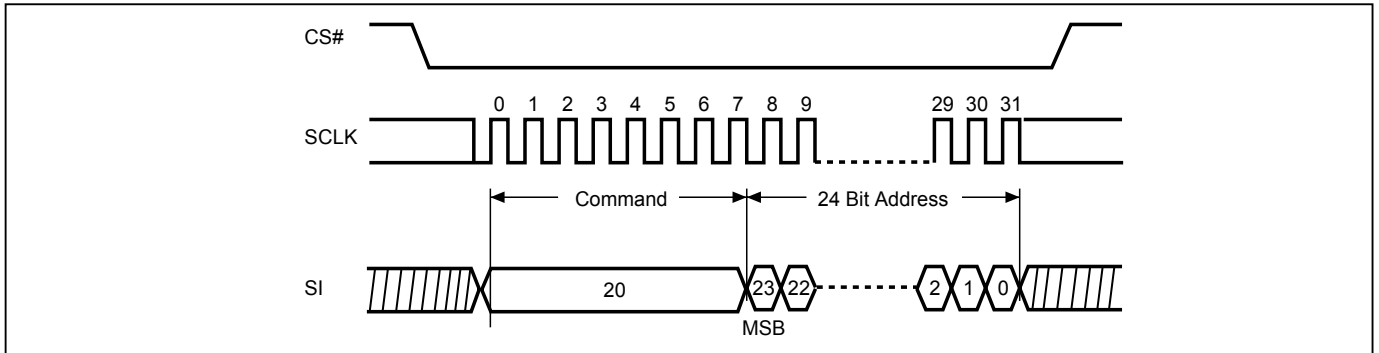 CS#
0 1 2 3 4 5 6 7 8 9 29 30 31
SCLK
Command 24 Bit Address
SI 20 23 22 2 1 0
MSB